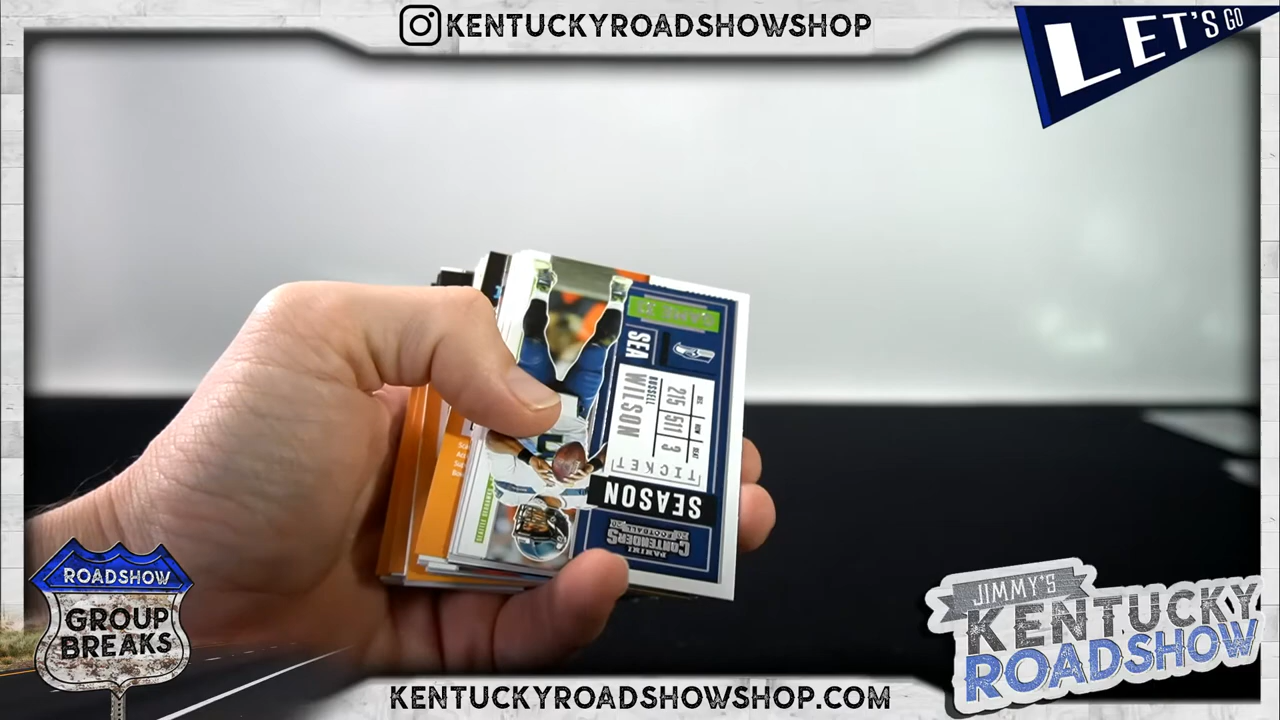 KENTUCKYROADSHOWSHOP
LET'S GO
SEA
RUSSELL
WILSON
215 511 3
TICKET
SEASON
PANINI
CONTENDERS
FOOTBALL
ROADSHOW
GROUP
BREAKS
JIMMY'S
KENTUCKY
ROADSHOW
KENTUCKYROADSHOWSHOP.COM